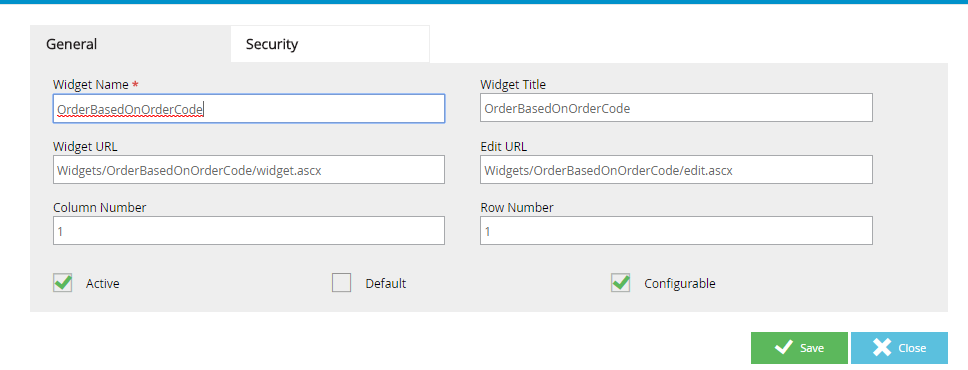 General Security
Widget Name * Widget Title
OrderBasedOnOrderCode OrderBasedOnOrderCode
Widget URL Edit URL
Widgets/OrderBasedOnOrderCode/widget.ascx Widgets/OrderBasedOnOrderCode/edit.ascx
Column Number Row Number
1 1
Active Default Configurable
Save Close